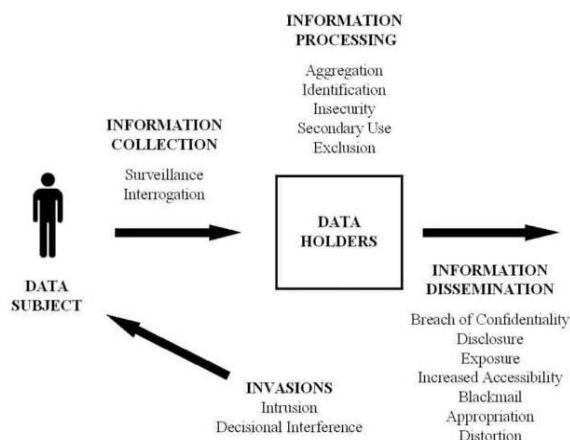 INFORMATION
PROCESSING
Aggregation
Identification
Insecurity
Secondary Use
Exclusion
INFORMATION
COLLECTION
Surveillance
Interrogation
DATA
HOLDERS
DATA
SUBJECT
INFORMATION
DISSEMINATION
Breach of Confidentiality
Disclosure
Exposure
Increased Accessibility
Blackmail
Appropriation
Distortion
INVASIONS
Intrusion
Decisional Interference